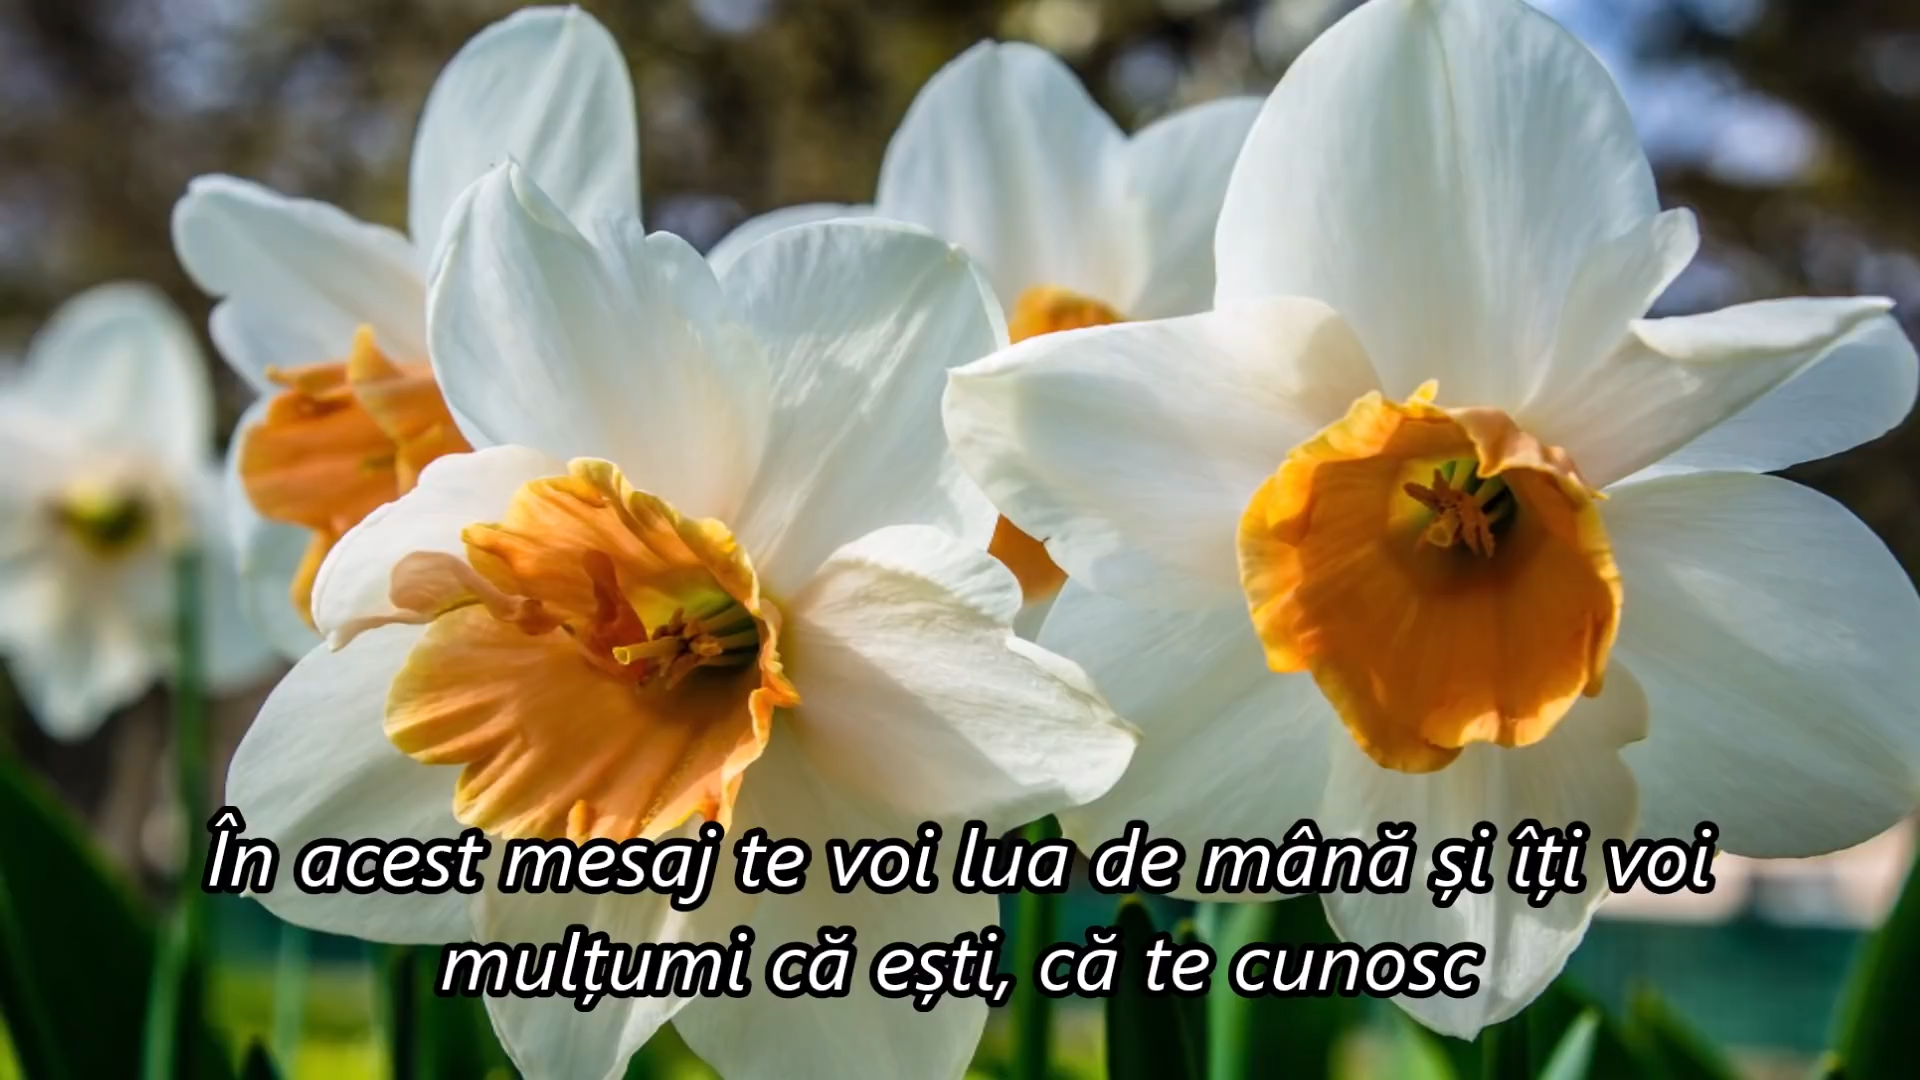 În acest mesaj te voi lua de mână și îți voi
mulțumi că ești, că te cunosc